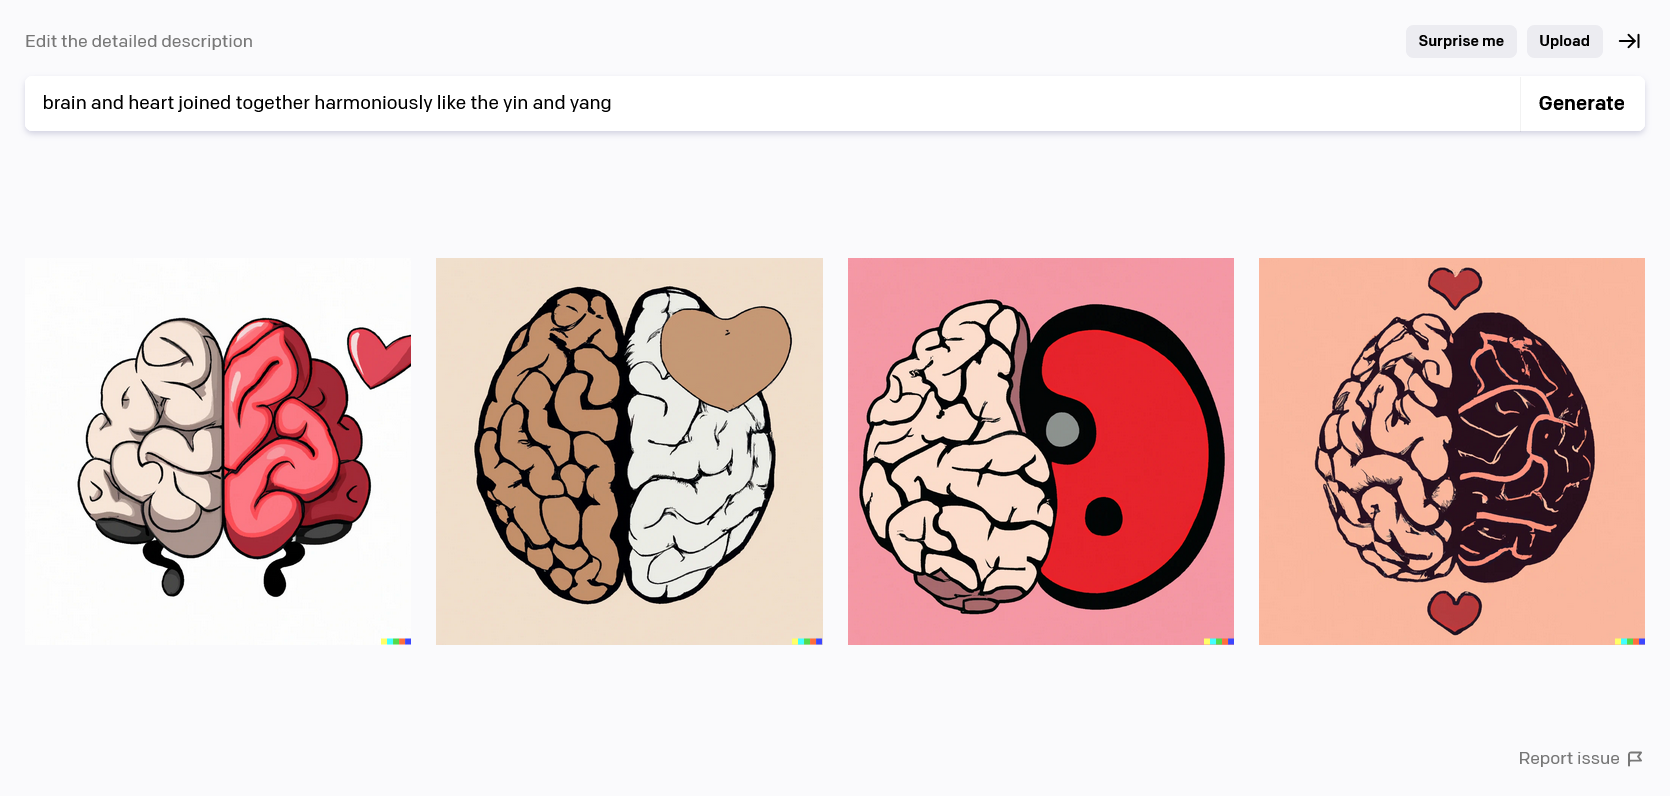 Edit the detailed description
Surprise me
Upload
brain and heart joined together harmoniously like the yin and yang
Generate
Report issue